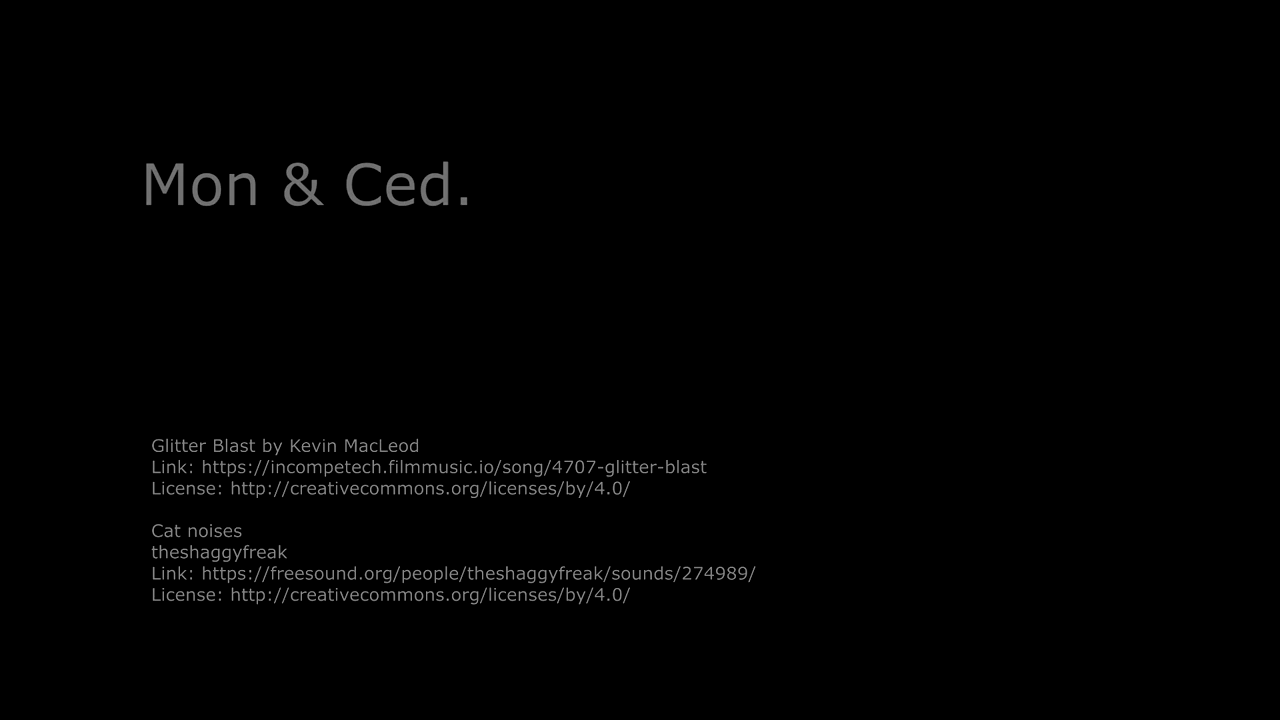 Mon & Ced.
Glitter Blast by Kevin MacLeod
Link: https://incompetech.filmmusic.io/song/4707-glitter-blast
License: http://creativecommons.org/licenses/by/4.0/
Cat noises
theshaggyfreak
Link: https://freesound.org/people/theshaggyfreak/sounds/274989/
License: http://creativecommons.org/licenses/by/4.0/